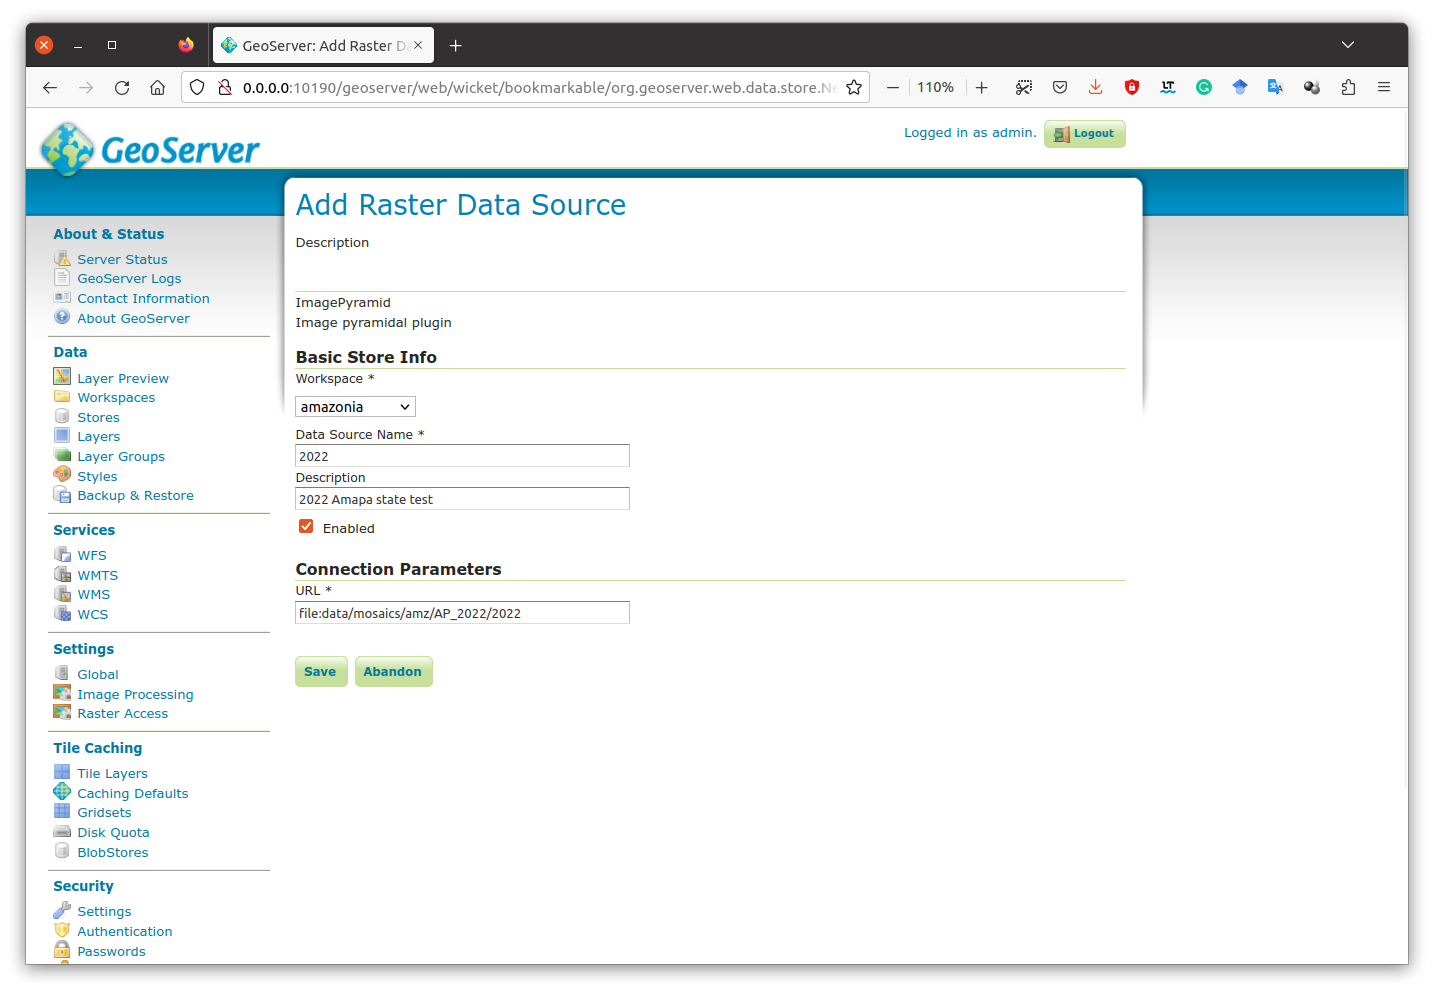 GeoServer: Add Raster Da
0.0.0.0:10190/geoserver/web/wicket/bookmarkable/org.geoserver.web.data.store.Ne
110%
GeoServer
Logged in as admin.
Logout
Add Raster Data Source
Description
ImagePyramid
Image pyramidal plugin
Basic Store Info
Workspace *
amazonia
Data Source Name *
2022
Description
2022 Amapa state test
Enabled
Connection Parameters
URL *
file:data/mosaics/amz/AP_2022/2022
Save Abandon
About & Status
Server Status
GeoServer Logs
Contact Information
About GeoServer
Data
Layer Preview
Workspaces
Stores
Layers
Layer Groups
Styles
Backup & Restore
Services
WFS
WMTS
WMS
WCS
Settings
Global
Image Processing
Raster Access
Tile Caching
Tile Layers
Caching Defaults
Gridsets
Disk Quota
BlobStores
Security
Settings
Authentication
Passwords